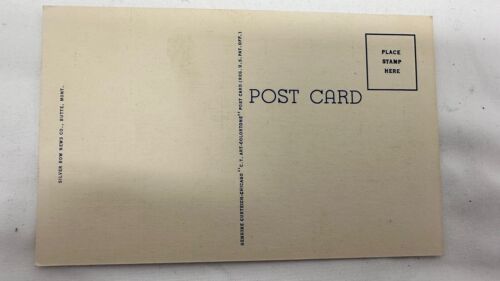 SILVER BOW NEWS CO., BUTTE, MONT.
GENUINE CURTEICH-CHICAGO "C.T. ART-COLORTONE" POST CARD (REG. U.S. PAT. OFF.)
POST CARD
PLACE
STAMP
HERE